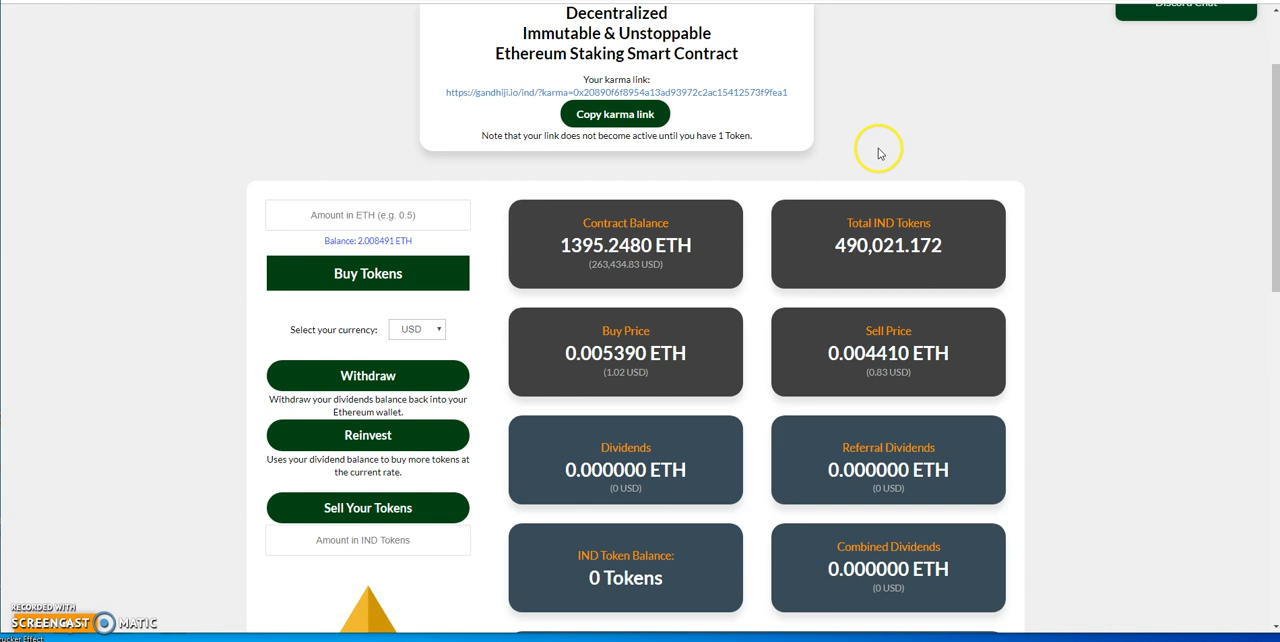 Discord Chat
Decentralized
Immutable & Unstoppable
Ethereum Staking Smart Contract
Your karma link:
https://gandhiji.io/ind/?karma=0x20890f6f8954a13ad93972c2ac15412573f9fea1
Copy karma link
Note that your link does not become active until you have 1 Token.
Amount in ETH (e.g. 0.5)
Balance: 2.008491 ETH
Buy Tokens
Select your currency: USD
Withdraw
Withdraw your dividends balance back into your
Ethereum wallet.
Reinvest
Uses your dividend balance to buy more tokens at
the current rate.
Sell Your Tokens
Amount in IND Tokens
Contract Balance
1395.2480 ETH
(263,434.83 USD)
Total IND Tokens
490,021.172
Buy Price
0.005390 ETH
(1.02 USD)
Sell Price
0.004410 ETH
(0.83 USD)
Dividends
0.000000 ETH
(0 USD)
Referral Dividends
0.000000 ETH
(0 USD)
IND Token Balance:
0 Tokens
Combined Dividends
0.000000 ETH
(0 USD)
RECORDED WITH
SCREENCAST MATIC
rucker Effect